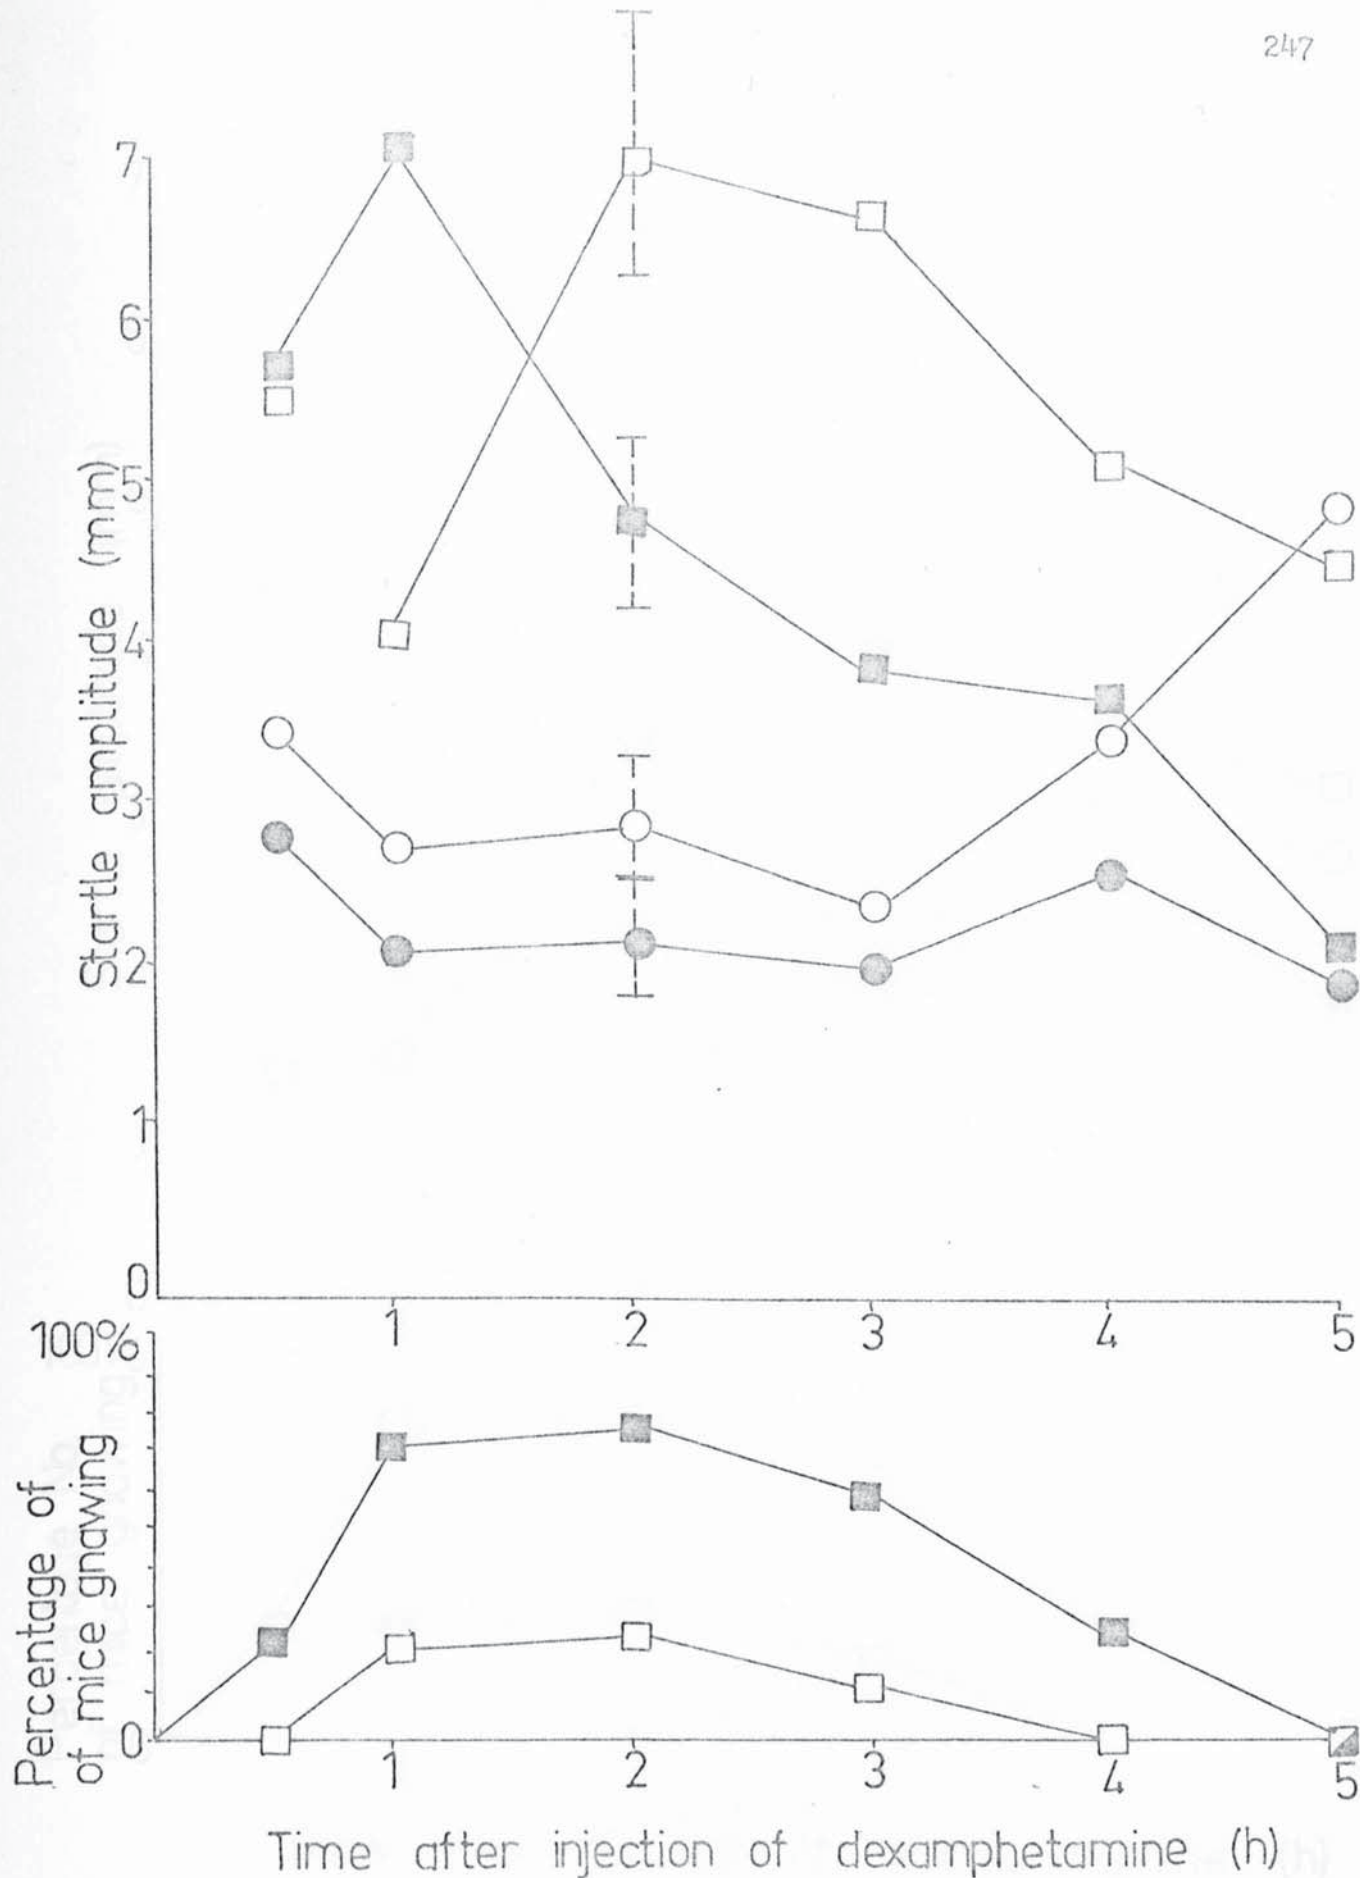 247
7
6
5
4
3
2
1
0
Startle amplitude (mm)
1 2 3 4 5
100%
0
Percentage of
of mice gnawing
1 2 3 4 5
Time after injection of dexamphetamine (h)